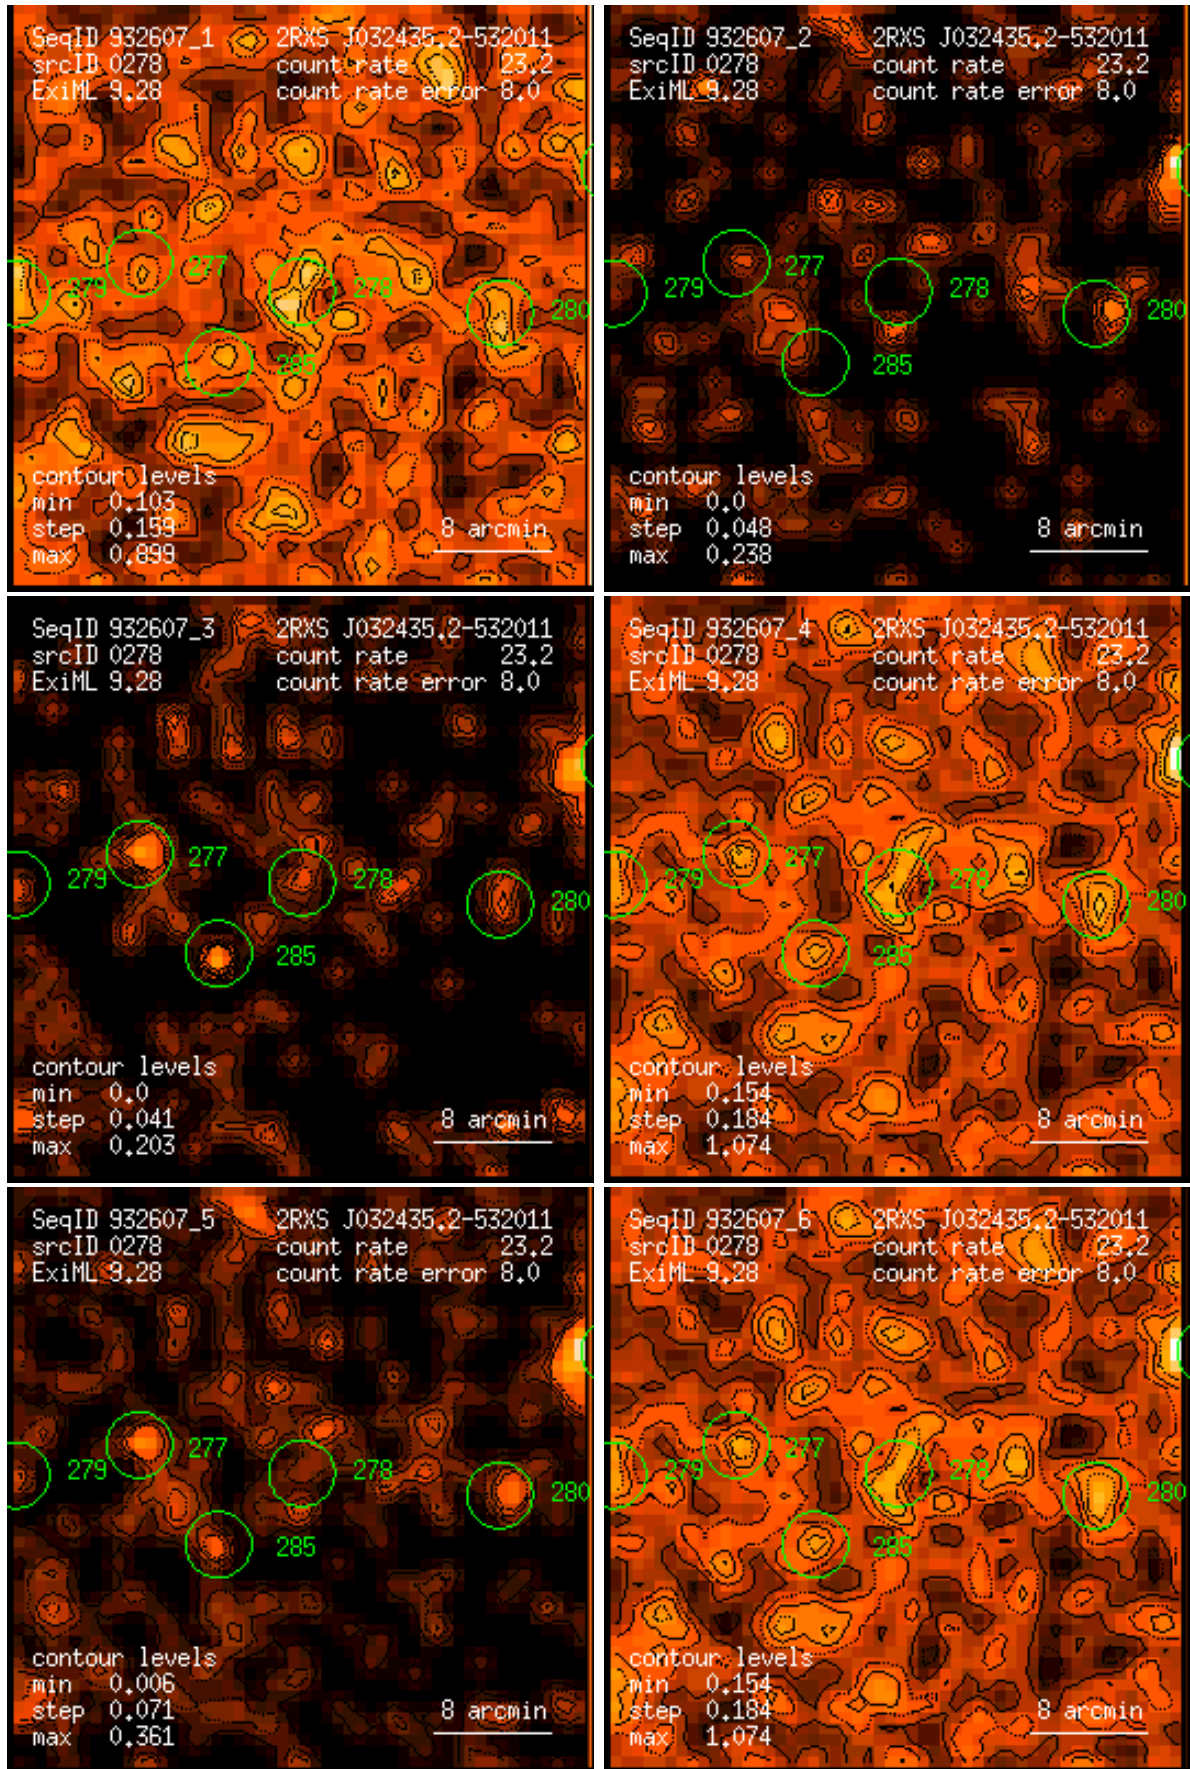 SeqID 932607_1 2RXS J032435.2-532011
srcID 0278 count rate 23.2
ExiML 9.28 count rate error 8.0
277
279 278
280
285
contour levels
min 0.103
step 0.159 8 arcmin
max 0.899
SeqID 932607_2 2RXS J032435.2-532011
srcID 0278 count rate 23.2
ExiML 9.28 count rate error 8.0
277
279 278
280
285
contour levels
min 0.0
step 0.048 8 arcmin
max 0.238
SeqID 932607_3 2RXS J032435.2-532011
srcID 0278 count rate 23.2
ExiML 9.28 count rate error 8.0
277
279 278
280
285
contour levels
min 0.0
step 0.041 8 arcmin
max 0.203
SeqID 932607_4 2RXS J032435.2-532011
srcID 0278 count rate 23.2
ExiML 9.28 count rate error 8.0
277
279 278
280
285
contour levels
min 0.154
step 0.184 8 arcmin
max 1.074
SeqID 932607_5 2RXS J032435.2-532011
srcID 0278 count rate 23.2
ExiML 9.28 count rate error 8.0
277
279 278
280
285
contour levels
min 0.006
step 0.071 8 arcmin
max 0.361
SeqID 932607_6 2RXS J032435.2-532011
srcID 0278 count rate 23.2
ExiML 9.28 count rate error 8.0
277
279 278
280
285
contour levels
min 0.154
step 0.184 8 arcmin
max 1.074